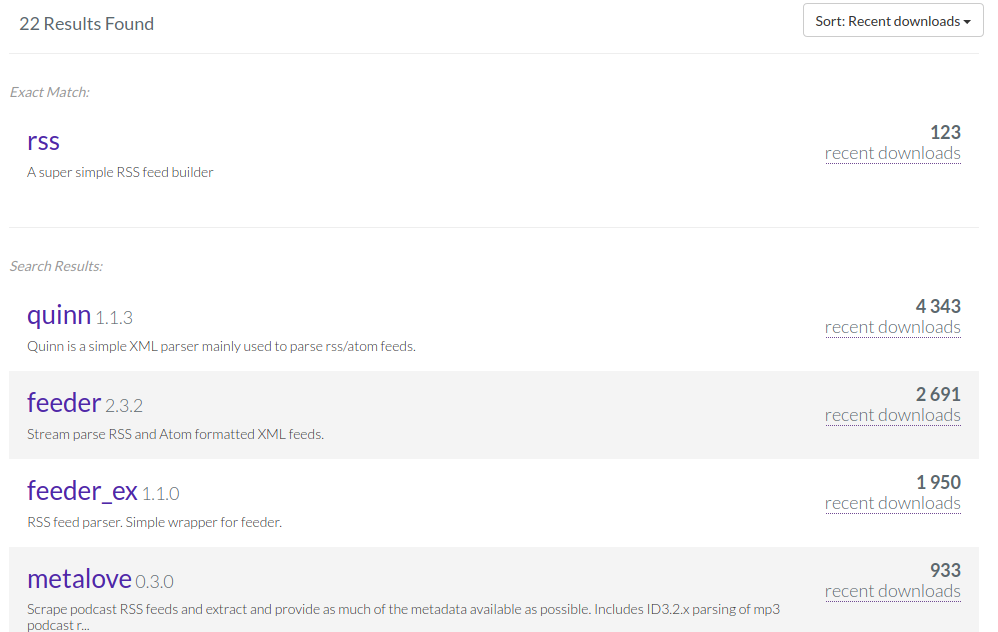 22 Results Found
Sort: Recent downloads
Exact Match:
rss
123
recent downloads
A super simple RSS feed builder
Search Results:
quinn 1.1.3
4 343
recent downloads
Quinn is a simple XML parser mainly used to parse rss/atom feeds.
feeder 2.3.2
2 691
recent downloads
Stream parse RSS and Atom formatted XML feeds.
feeder_ex 1.1.0
1 950
recent downloads
RSS feed parser. Simple wrapper for feeder.
metalove 0.3.0
933
recent downloads
Scrape podcast RSS feeds and extract and provide as much of the metadata available as possible. Includes ID3.2.x parsing of mp3
podcast r...